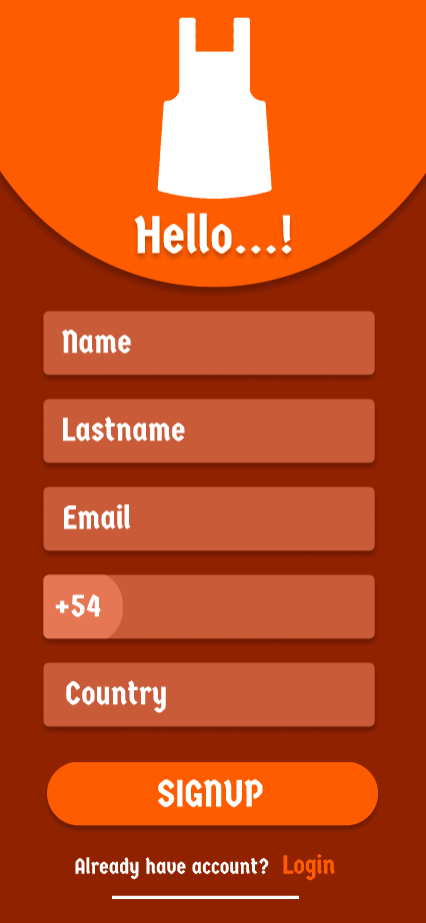 Hello...!
Name
Lastname
Email
+54
Country
SIGNUP
Already have account? Login